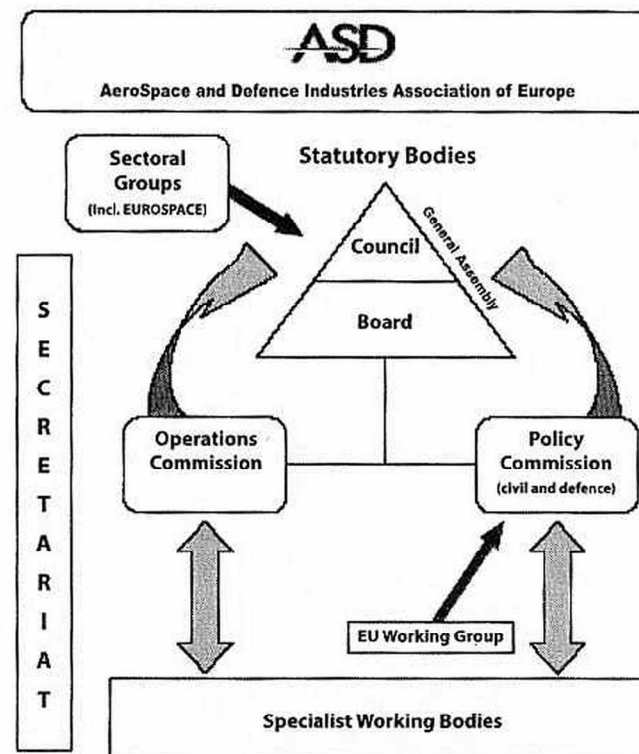 ASD
AeroSpace and Defence Industries Association of Europe
Sectoral
Groups
(Incl. EUROSPACE)
Statutory Bodies
General Assembly
Council
Board
SECRETARIAT
Operations
Commission
Policy
Commission
(civil and defence)
EU Working Group
Specialist Working Bodies